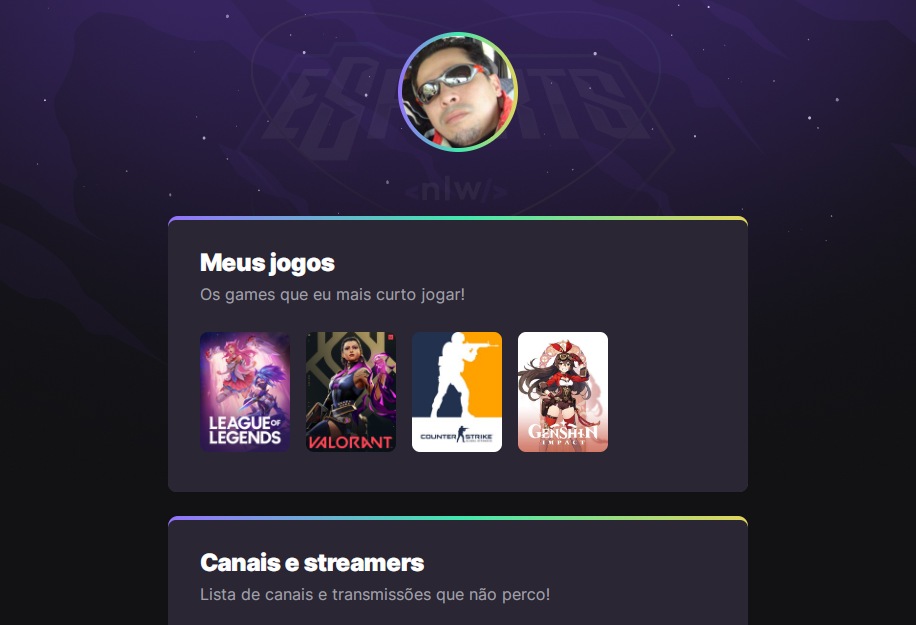 ESPORTS
<nlw/>
Meus jogos
Os games que eu mais curto jogar!
LEAGUE OF
LEGENDS
VALORANT
COUNTER STRIKE
GENSHIN
IMPACT
Canais e streamers
Lista de canais e transmissões que não perco!